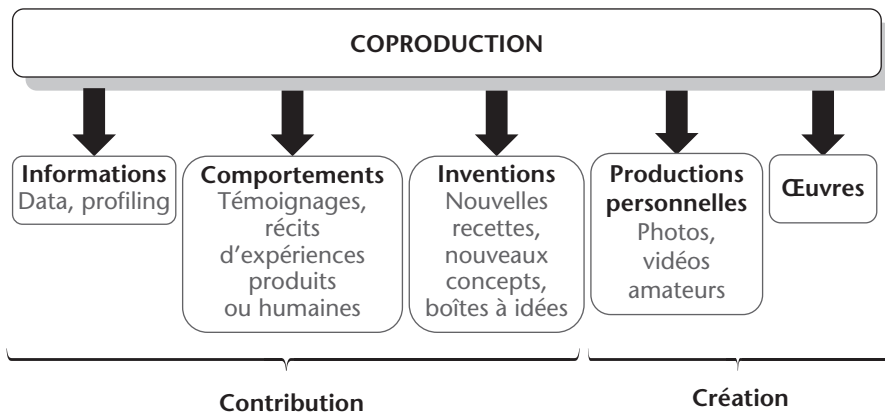 COPRODUCTION
Informations
Data, profiling
Comportements
Témoignages,
récits
d’expériences
produits
ou humaines
Inventions
Nouvelles
recettes,
nouveaux
concepts,
boîtes à idées
Productions
personnelles
Photos,
vidéos
amateurs
Œuvres
Contribution
Création